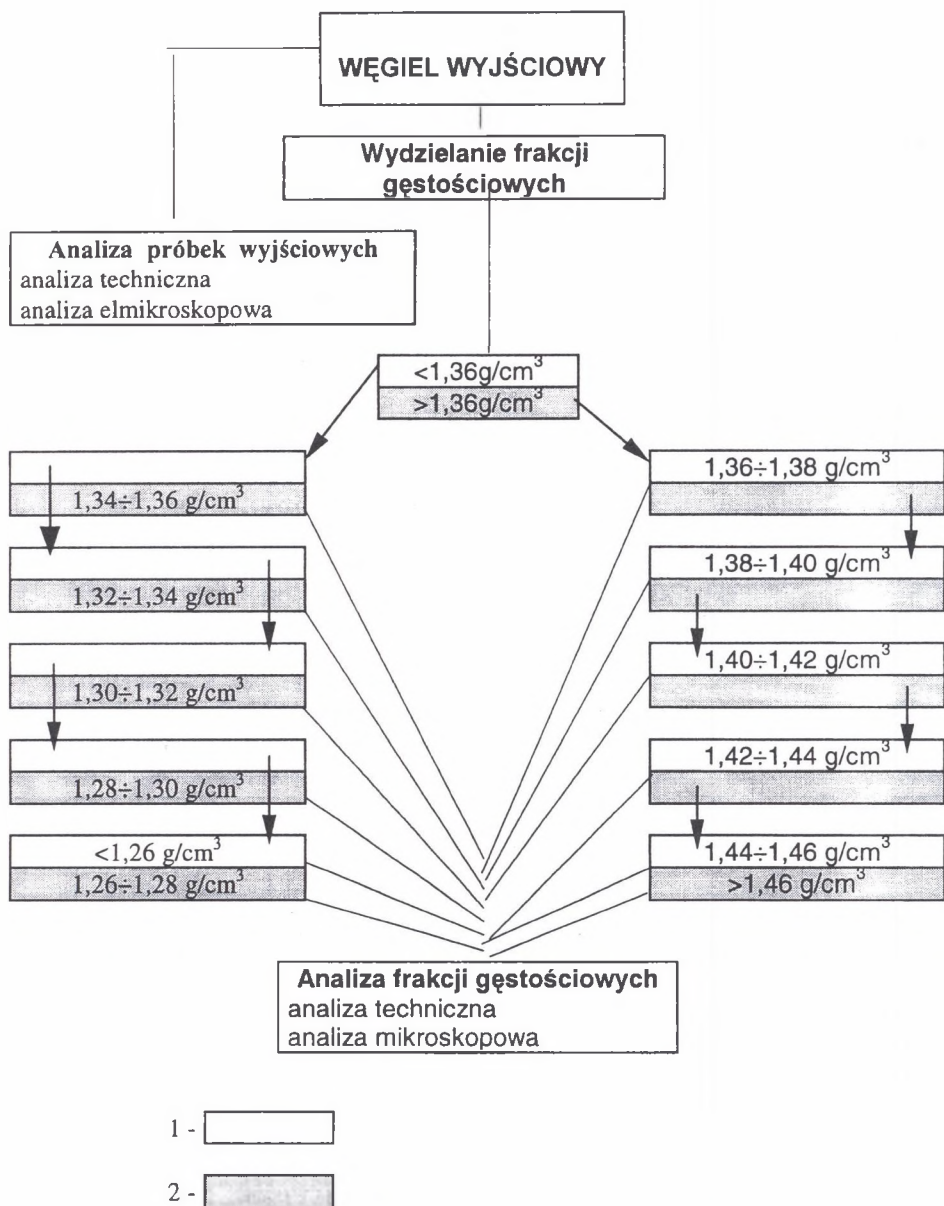 WĘGIEL WYJŚCIOWY
Wydzielanie frakcji
gęstościowych
Analiza próbek wyjściowych
analiza techniczna
analiza elmikroskopowa
<1,36g/cm³
>1,36g/cm³
1,34÷1,36 g/cm³
1,32÷1,34 g/cm³
1,30÷1,32 g/cm³
1,28÷1,30 g/cm³
<1,26 g/cm³
1,26÷1,28 g/cm³
1,36÷1,38 g/cm³
1,38÷1,40 g/cm³
1,40÷1,42 g/cm³
1,42÷1,44 g/cm³
1,44÷1,46 g/cm³
>1,46 g/cm³
Analiza frakcji gęstościowych
analiza techniczna
analiza mikroskopowa
1 -
2 -